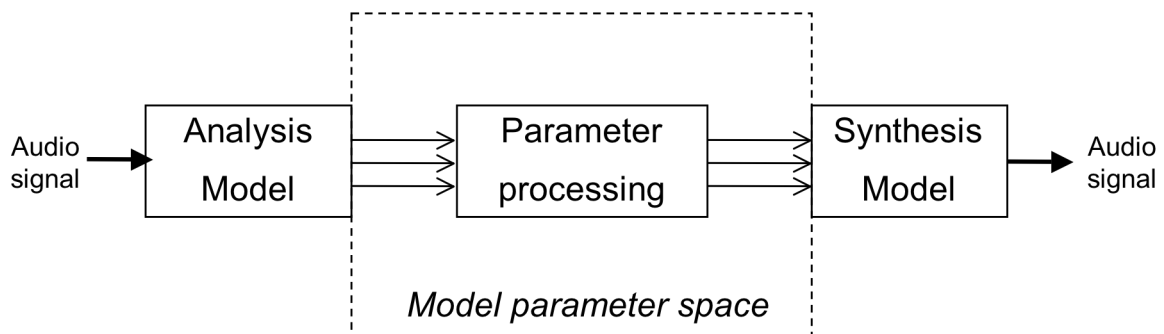 Audio
signal
Analysis
Model
Parameter
processing
Synthesis
Model
Audio
signal
Model parameter space